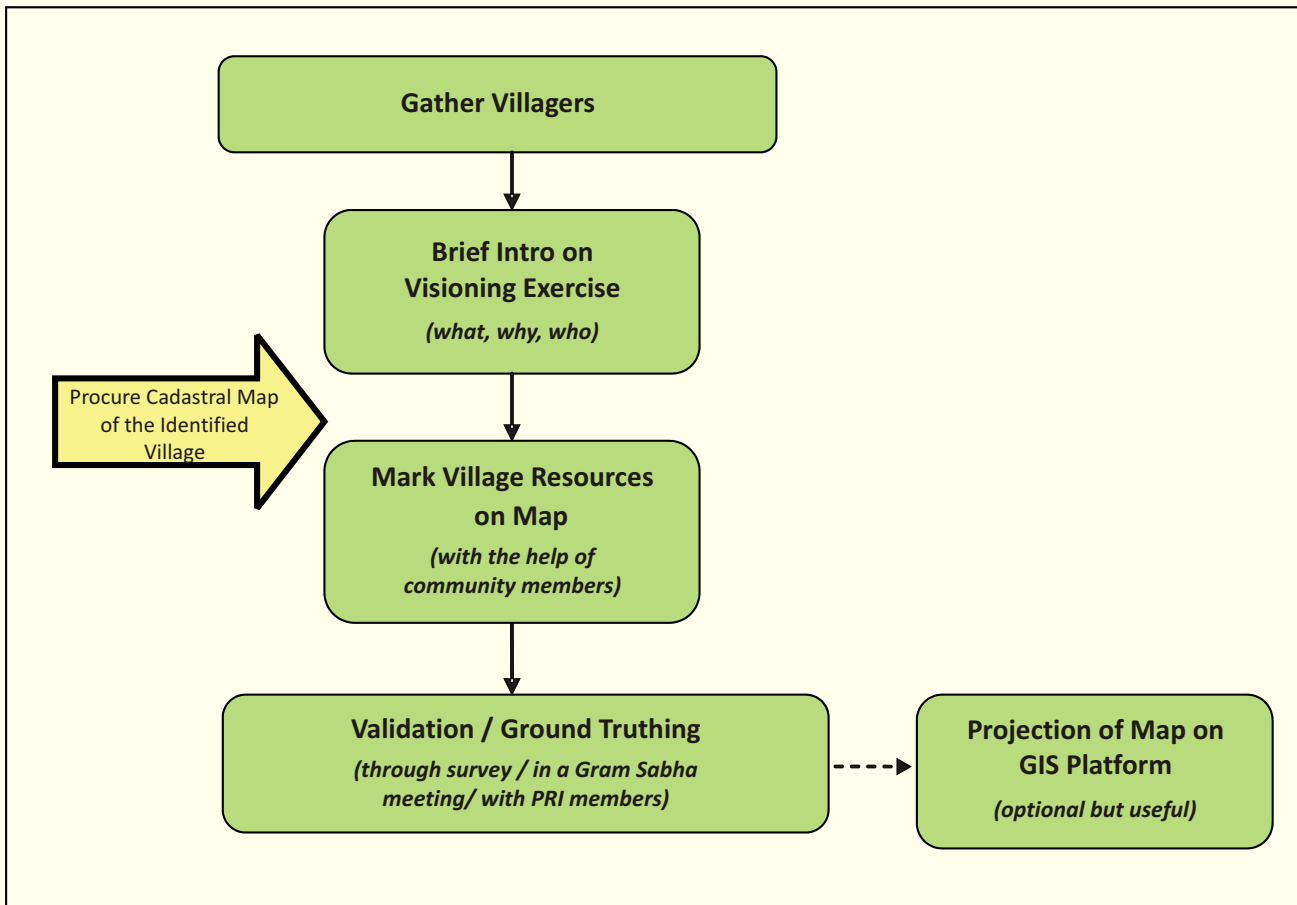 Gather Villagers
Brief Intro on
Visioning Exercise
(what, why, who)
Procure Cadastral Map
of the Identified
Village
Mark Village Resources
on Map
(with the help of
community members)
Validation / Ground Truthing
(through survey / in a Gram Sabha
meeting/ with PRI members)
Projection of Map on
GIS Platform
(optional but useful)